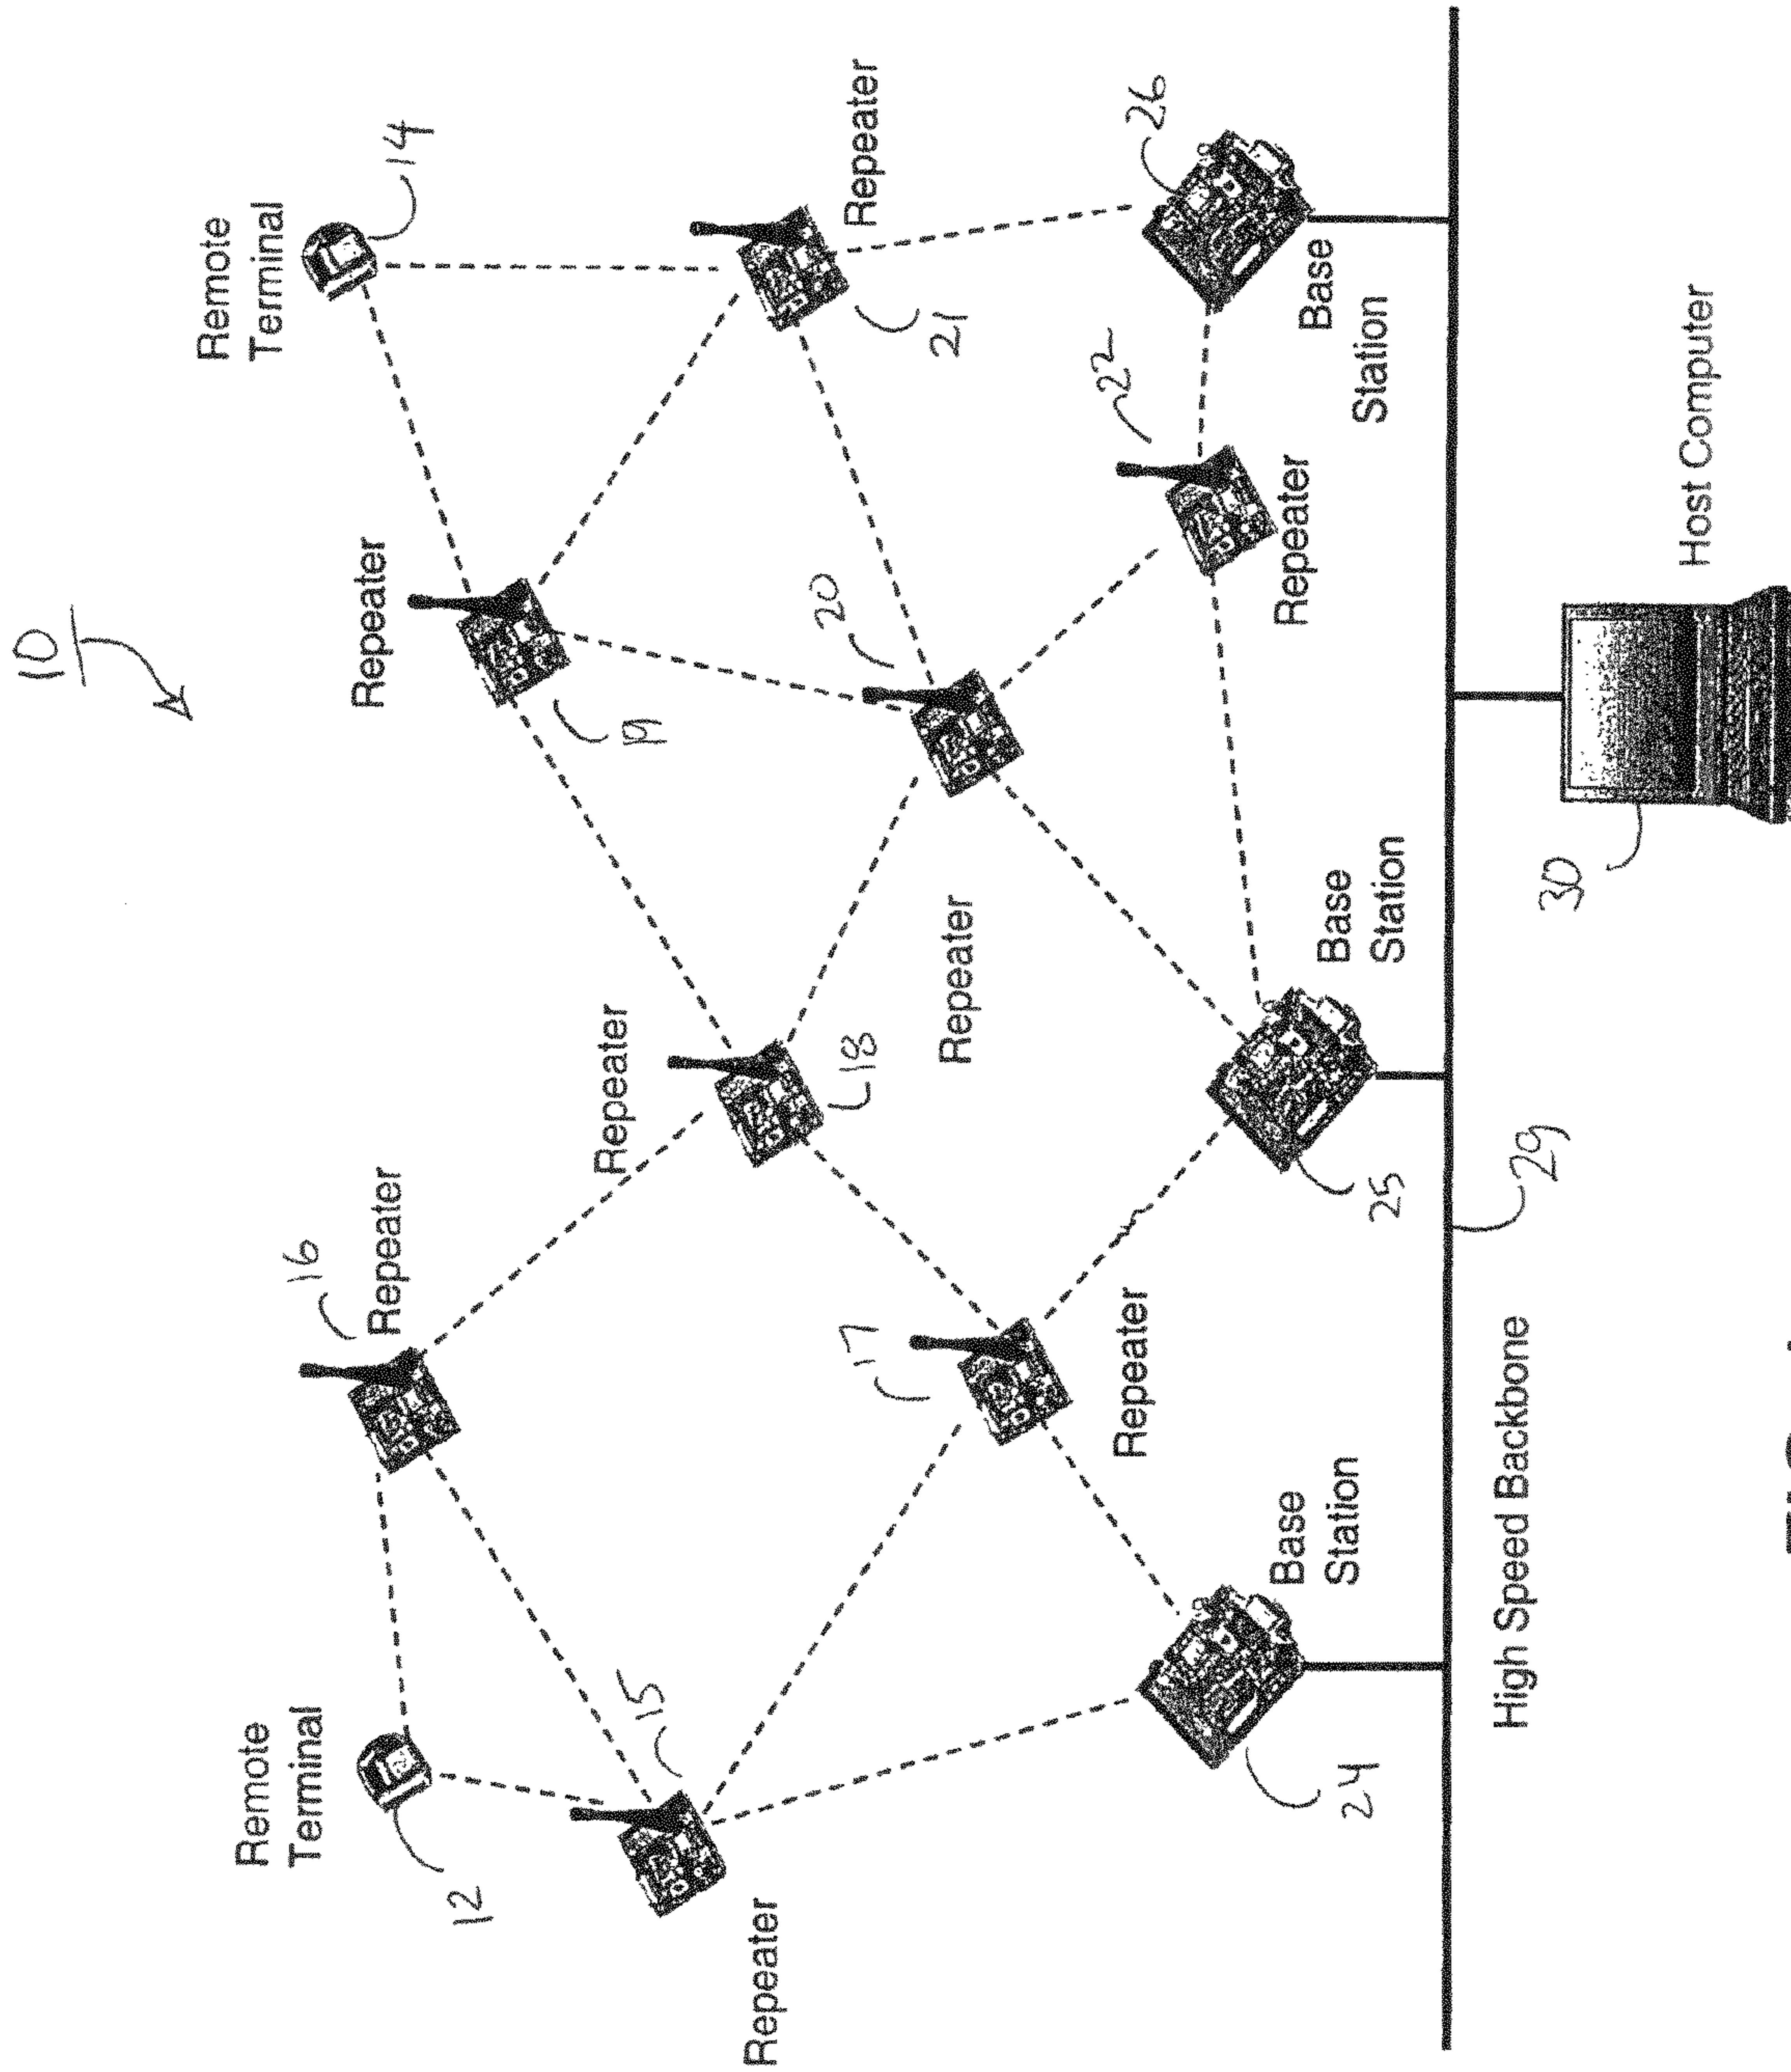 10
Remote
Terminal
14
Remote
Terminal
12
16
Repeater
Repeater
19
Repeater
15
Repeater
18
20
Repeater
21
17
Repeater
Repeater
22
Repeater
26
Base
Station
24
Base
Station
25
Base
Station
Repeater
High Speed Backbone
29
30
Host Computer